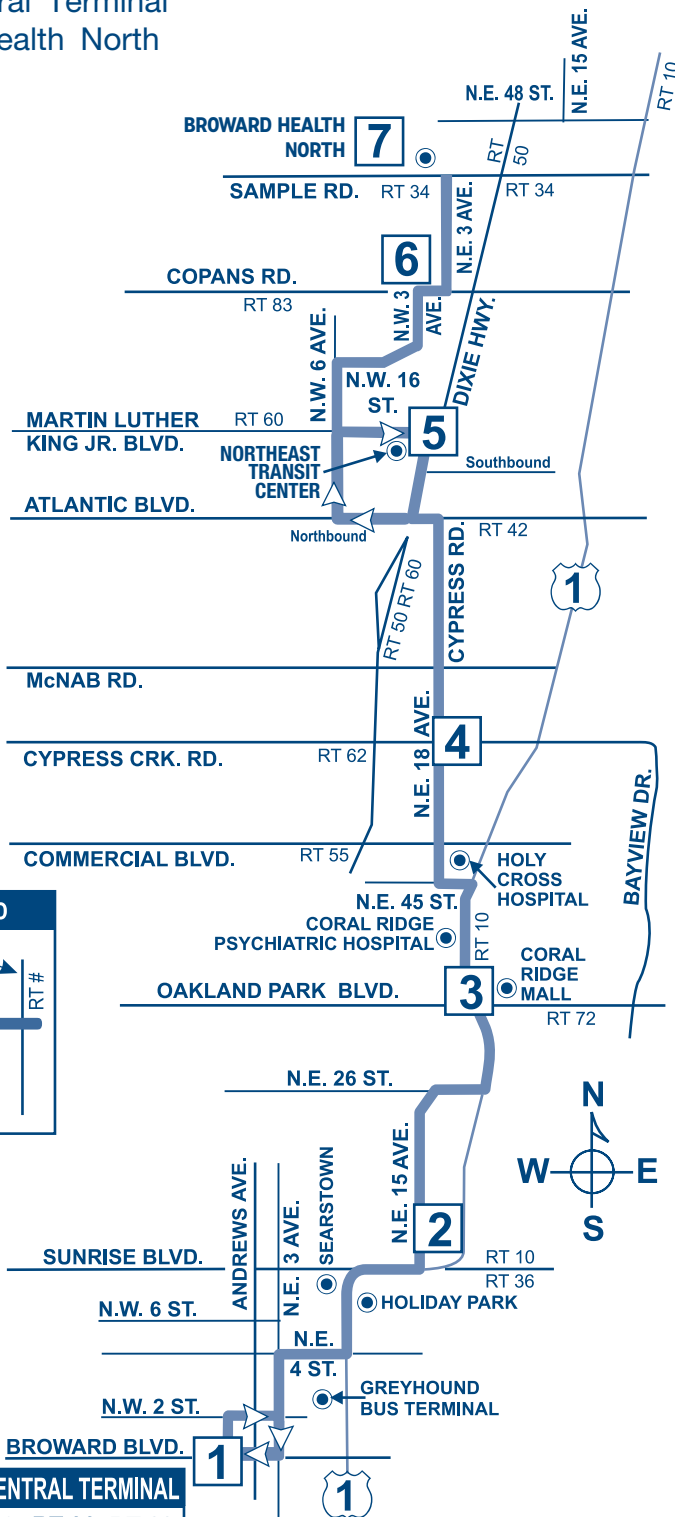 Terminal
North
N.E. 15 AVE.
RT 10
N.E. 48 ST.
BROWARD HEALTH
NORTH
7
RT
50
SAMPLE RD.
RT 34
RT 34
N.E. 3 AVE.
6
COPANS RD.
RT 83
N.W. 3
AVE.
DIXIE HWY.
N.W. 6 AVE.
N.W. 16
ST.
MARTIN LUTHER
KING JR. BLVD.
RT 60
5
NORTHEAST
TRANSIT
CENTER
Southbound
ATLANTIC BLVD.
Northbound
RT 42
RT 50 RT 60
CYPRESS RD.
1
McNAB RD.
N.E. 18 AVE.
4
CYPRESS CRK. RD.
RT 62
BAYVIEW DR.
COMMERCIAL BLVD.
RT 55
HOLY
CROSS
HOSPITAL
N.E. 45 ST.
CORAL RIDGE
PSYCHIATRIC HOSPITAL
RT 10
CORAL
RIDGE
MALL
OAKLAND PARK BLVD.
3
RT 72
RT #
N.E. 26 ST.
N
W
E
S
N.E. 15 AVE.
2
ANDREWS AVE.
N.E. 3 AVE.
SEARSTOWN
SUNRISE BLVD.
RT 10
RT 36
HOLIDAY PARK
N.W. 6 ST.
N.E.
4 ST.
GREYHOUND
BUS TERMINAL
N.W. 2 ST.
BROWARD BLVD.
1
1
TERMINAL